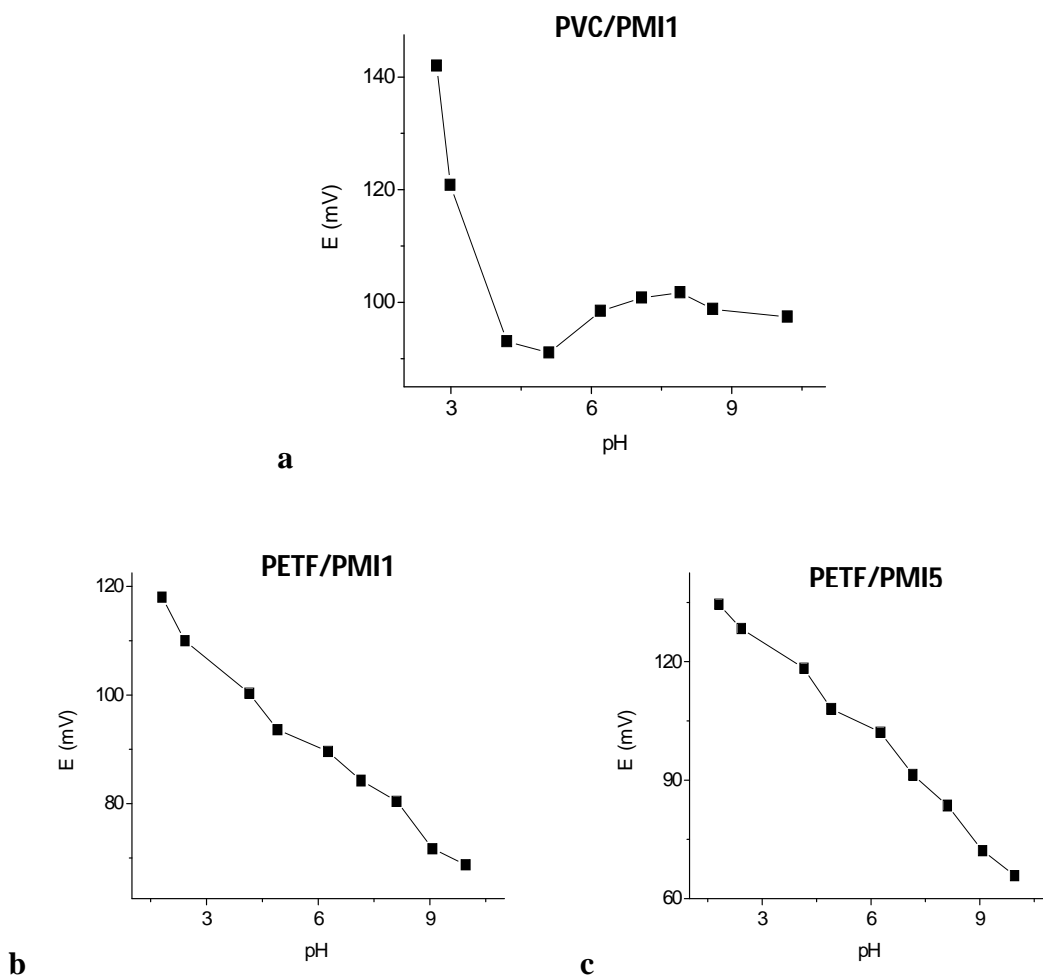 PVC/PMI1
140
120
100
E (mV)
3 6 9
pH
a
PETF/PMI1
120
100
80
E (mV)
3 6 9
pH
b
PETF/PMI5
120
90
60
E (mV)
3 6 9
pH
c